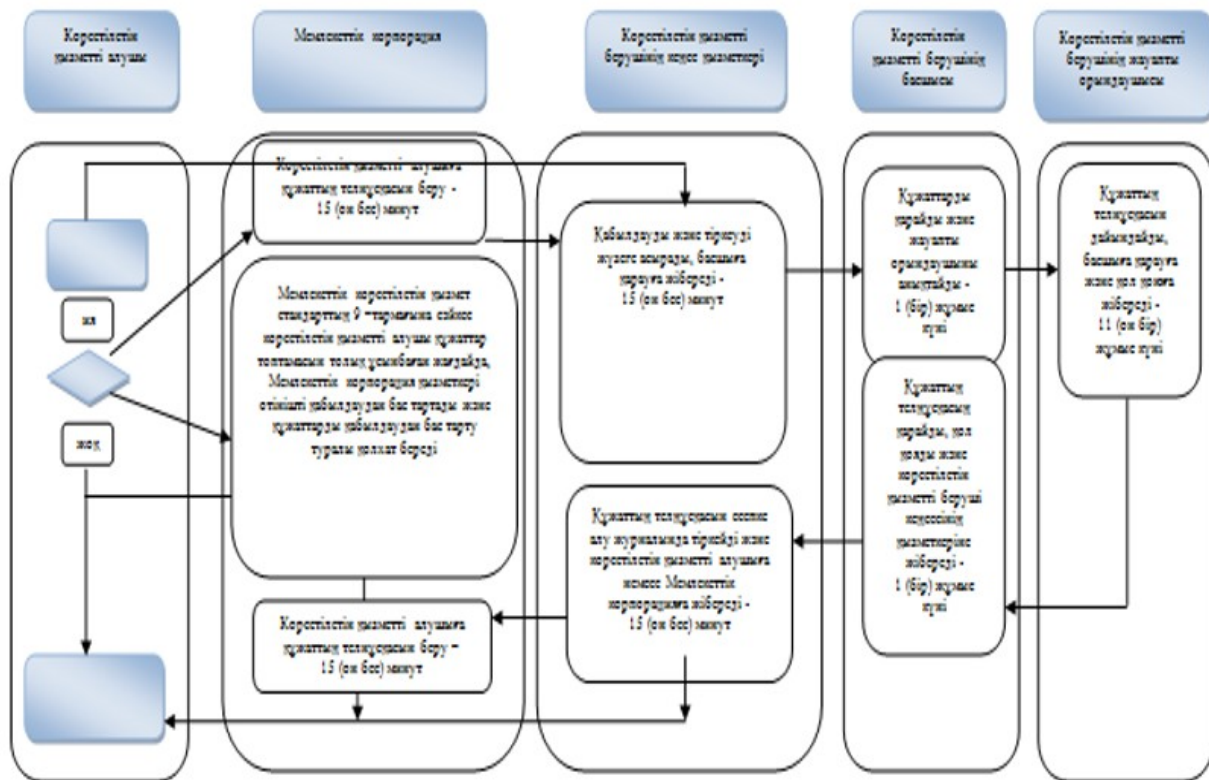 Көрсетілетін
қызметті алушы
Мемлекеттік корпорация
Көрсетілетін қызметті
берушінің кеңсе қызметкері
Көрсетілетін
қызметті берушінің
басшысы
Көрсетілетін қызметті
берушінің жауапты
орындаушысы
Көрсетілетін қызметті алушыға
құжаттың телнұсқасын беру -
15 (он бес) минут
Қабылдауды және тіркеуді
жүзеге асырады, басшыға
қарауға жібереді -
15 (он бес) минут
Құжаттарды
қарайды және
жауапты
орындаушыны
анықтайды -
1 (бір) жұмыс
күні
Құжаттың
телнұсқасын
дайындайды,
басшыға қарауға
және қол қоюға
жібереді -
11 (он бір)
жұмыс күні
ия
жоқ
Мемлекеттік көрсетілетін қызмет
стандарттың 9 –тармағына сәйкес
көрсетілетін қызметті алушы құжаттар
топтамасын толық ұсынбаған жағдайда,
Мемлекеттік корпорация қызметкері
өтінішті қабылдаудан бас тартады және
құжаттарды қабылдаудан бас тарту
туралы қолхат береді
Құжаттың
телнұсқасын
қарайды, қол
қояды және
көрсетілетін
қызметті беруші
кеңсесінің
қызметкеріне
жібереді -
1 (бір) жұмыс
күні
Құжаттың телнұсқасын есепке
алу журналында тіркейді және
көрсетілетін қызметті алушыға
немесе Мемлекеттік
корпорацияға жібереді -
15 (он бес) минут
Көрсетілетін қызметті алушыға
құжаттың телнұсқасын беру –
15 (он бес) минут